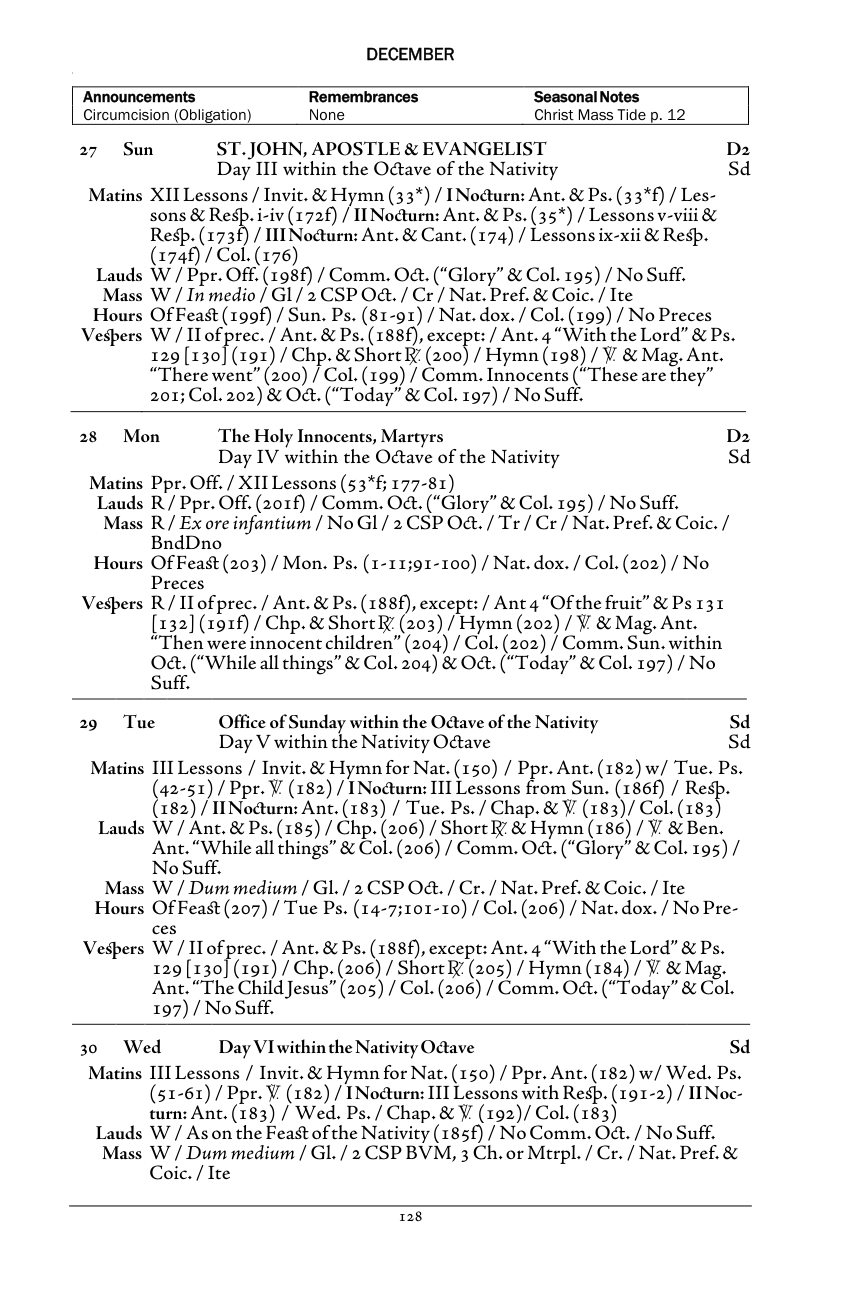 DECEMBER
Announcements Remembrances Seasonal Notes
Circumcision (Obligation) None Christ Mass Tide p. 12
27 Sun ST. JOHN, APOSTLE & EVANGELIST D2
Day III within the Octave of the Nativity Sd
Matins XII Lessons / Invit. & Hymn (33*) / I Nocturn: Ant. & Ps. (33*f) / Les-
sons & Resp. i-iv (172f) / II Nocturn: Ant. & Ps. (35*) / Lessons v-viii &
Resp. (173f) / III Nocturn: Ant. & Cant. (174) / Lessons ix-xii & Resp.
(174f) / Col. (176)
Lauds W / Ppr. Off. (198f) / Comm. Oct. (“Glory” & Col. 195) / No Suff.
Mass W / In medio / Gl / 2 CSP Oct. / Cr / Nat. Pref. & Coic. / Ite
Hours Of Feast (199f) / Sun. Ps. (81-91) / Nat. dox. / Col. (199) / No Preces
Vespers W / II of prec. / Ant. & Ps. (188f), except: / Ant. 4 “With the Lord” & Ps.
129 [130] (191) / Chp. & Short ℟ (200) / Hymn (198) / ℣ & Mag. Ant.
“There went” (200) / Col. (199) / Comm. Innocents (“These are they”
201; Col. 202) & Oct. (“Today” & Col. 197) / No Suff.
28 Mon The Holy Innocents, Martyrs D2
Day IV within the Octave of the Nativity Sd
Matins Ppr. Off. / XII Lessons (53*f; 177-81)
Lauds R / Ppr. Off. (201f) / Comm. Oct. (“Glory” & Col. 195) / No Suff.
Mass R / Ex ore infantium / No Gl / 2 CSP Oct. / Tr / Cr / Nat. Pref. & Coic. /
BndDno
Hours Of Feast (203) / Mon. Ps. (1-11;91-100) / Nat. dox. / Col. (202) / No
Preces
Vespers R / II of prec. / Ant. & Ps. (188f), except: / Ant 4 “Of the fruit” & Ps 131
[132] (191f) / Chp. & Short ℟ (203) / Hymn (202) / ℣ & Mag. Ant.
“Then were innocent children” (204) / Col. (202) / Comm. Sun. within
Oct. (“While all things” & Col. 204) & Oct. (“Today” & Col. 197) / No
Suff.
29 Tue Office of Sunday within the Octave of the Nativity Sd
Day V within the Nativity Octave Sd
Matins III Lessons / Invit. & Hymn for Nat. (150) / Ppr. Ant. (182) w/ Tue. Ps.
(42-51) / Ppr. ℣ (182) / I Nocturn: III Lessons from Sun. (186f) / Resp.
(182) / II Nocturn: Ant. (183) / Tue. Ps. / Chap. & ℣ (183)/ Col. (183)
Lauds W / Ant. & Ps. (185) / Chp. (206) / Short ℟ & Hymn (186) / ℣ & Ben.
Ant. “While all things” & Col. (206) / Comm. Oct. (“Glory” & Col. 195) /
No Suff.
Mass W / Dum medium / Gl. / 2 CSP Oct. / Cr. / Nat. Pref. & Coic. / Ite
Hours Of Feast (207) / Tue Ps. (14-7;101-10) / Col. (206) / Nat. dox. / No Pre-
ces
Vespers W / II of prec. / Ant. & Ps. (188f), except: Ant. 4 “With the Lord” & Ps.
129 [130] (191) / Chp. (206) / Short ℟ (205) / Hymn (184) / ℣ & Mag.
Ant. “The Child Jesus” (205) / Col. (206) / Comm. Oct. (“Today” & Col.
197) / No Suff.
30 Wed Day VI within the Nativity Octave Sd
Matins III Lessons / Invit. & Hymn for Nat. (150) / Ppr. Ant. (182) w/ Wed. Ps.
(51-61) / Ppr. ℣ (182) / I Nocturn: III Lessons with Resp. (191-2) / II Noc-
turn: Ant. (183) / Wed. Ps. / Chap. & ℣ (192)/ Col. (183)
Lauds W / As on the Feast of the Nativity (185f) / No Comm. Oct. / No Suff.
Mass W / Dum medium / Gl. / 2 CSP BVM, 3 Ch. or Mtrpl. / Cr. / Nat. Pref. &
Coic. / Ite
128